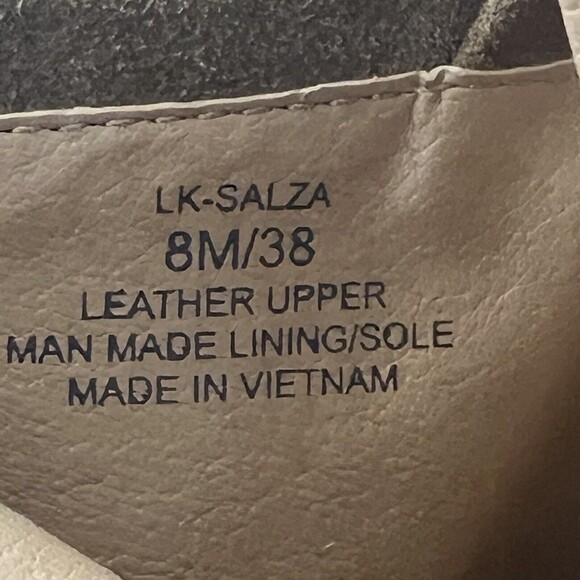 LK-SALZA
8M/38
LEATHER UPPER
MAN MADE LINING/SOLE
MADE IN VIETNAM